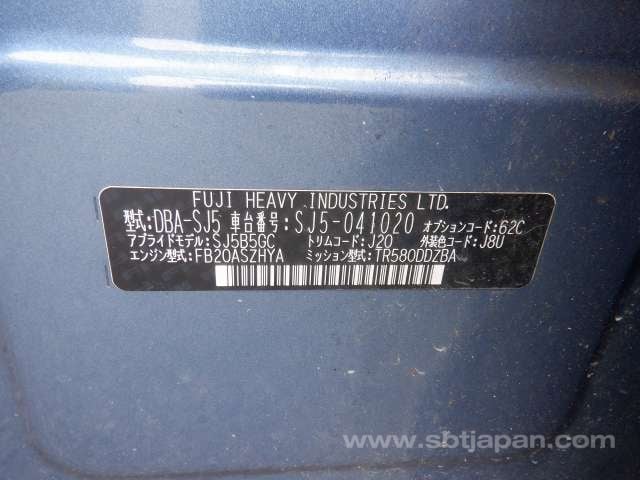 FUJI HEAVY INDUSTRIES LTD.
型式:DBA-SJ5 車台番号:SJ5-041020 オプションコード:62C
アプライドモデル:SJ5B5GC トリムコード:J20 外装色コード:J8U
エンジン型式:FB20ASZHYA ミッション型式:TR580DDZBA
www.sbtjapan.com